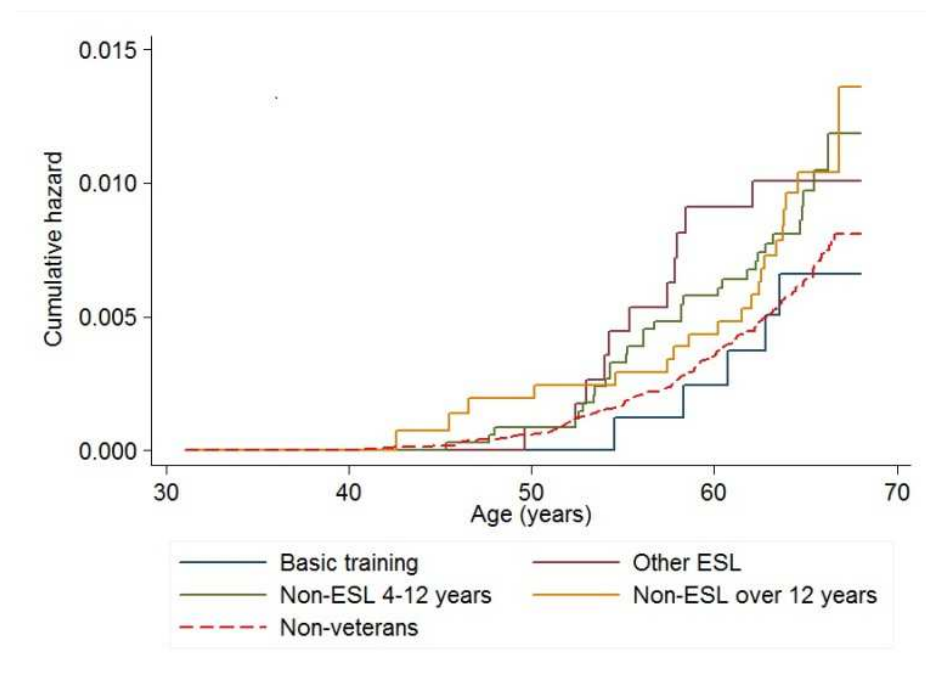 0.015
0.010
0.005
0.000
Cumulative hazard
30 40 50 60 70
Age (years)
Basic training Other ESL
Non-ESL 4-12 years Non-ESL over 12 years
Non-veterans